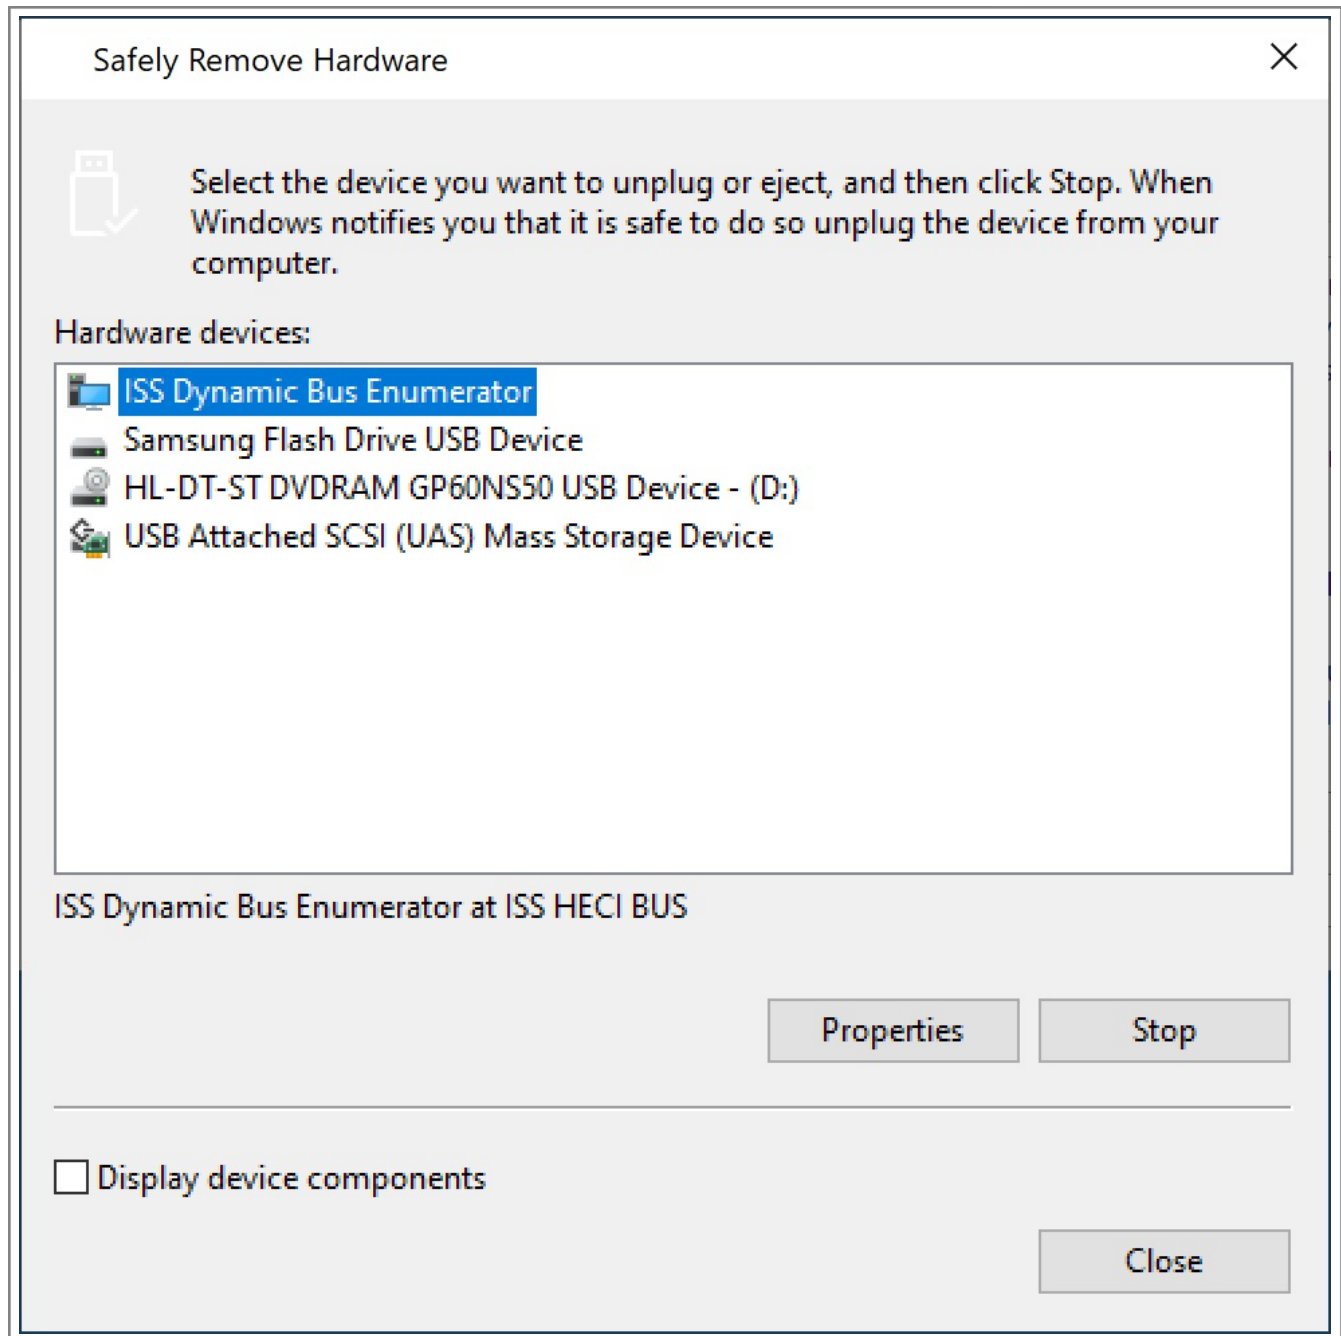 Safely Remove Hardware
Select the device you want to unplug or eject, and then click Stop. When
Windows notifies you that it is safe to do so unplug the device from your
computer.
Hardware devices:
ISS Dynamic Bus Enumerator
Samsung Flash Drive USB Device
HL-DT-ST DVDRAM GP60NS50 USB Device - (D:)
USB Attached SCSI (UAS) Mass Storage Device
ISS Dynamic Bus Enumerator at ISS HECI BUS
Properties
Stop
Display device components
Close